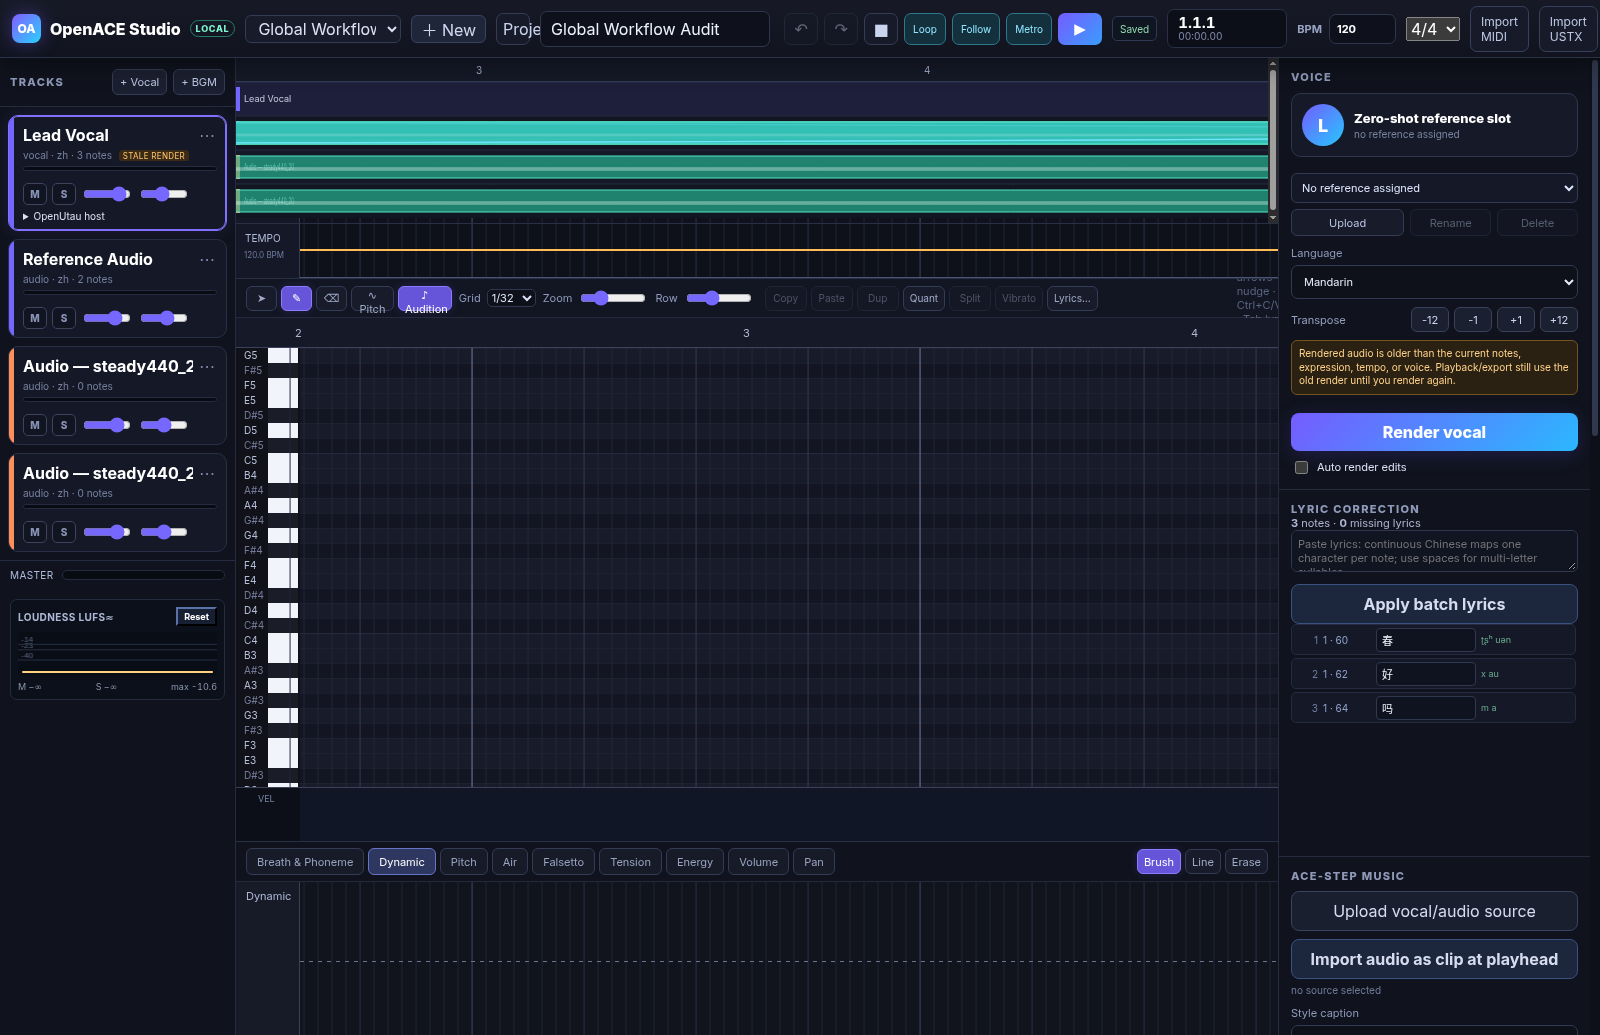 OA OpenACE Studio LOCAL Global Workflow + New Proje Global Workflow Audit ↶ ↷ Loop Follow Metro ▶ Saved 1.1.1 00:00.00 BPM 120 4/4 Import MIDI Import USTX
TRACKS + Vocal + BGM
Lead Vocal ...
vocal · zh · 3 notes STALE RENDER
M S
▶ OpenUtau host
Reference Audio ...
audio · zh · 2 notes
M S
Audio — steady440_2 ...
audio · zh · 0 notes
M S
Audio — steady440_2 ...
audio · zh · 0 notes
M S
MASTER
LOUDNESS LUFS≈ Reset
-14
-23
-40
M -∞ S -∞ max -10.6
3 4
Lead Vocal
TEMPO
120.0 BPM
➤ ✎ ⌫ ∿ Pitch ♪ Audition Grid 1/32 Zoom Row Copy Paste Dup Quant Split Vibrato Lyrics...
nudge ·
Ctrl+C/V
2 3 4
G5
F#5
F5
E5
D#5
D5
C#5
C5
B4
A#4
A4
G#4
G4
F#4
F4
E4
D#4
D4
C#4
C4
B3
A#3
A3
G#3
G3
F#3
F3
E3
D#3
VEL
Breath & Phoneme Dynamic Pitch Air Falsetto Tension Energy Volume Pan Brush Line Erase
Dynamic
VOICE
L Zero-shot reference slot
no reference assigned
No reference assigned
Upload Rename Delete
Language
Mandarin
Transpose -12 -1 +1 +12
Rendered audio is older than the current notes,
expression, tempo, or voice. Playback/export still use the
old render until you render again.
Render vocal
Auto render edits
LYRIC CORRECTION
3 notes · 0 missing lyrics
Paste lyrics: continuous Chinese maps one
character per note; use spaces for multi-letter
syllables.
Apply batch lyrics
1 1 · 60 春 ʈʂʰ uən
2 1 · 62 好 x au
3 1 · 64 吗 m a
ACE-STEP MUSIC
Upload vocal/audio source
Import audio as clip at playhead
no source selected
Style caption